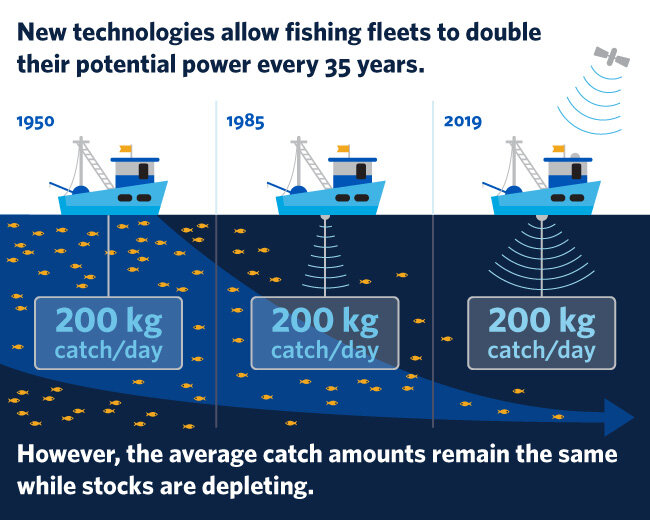 New technologies allow fishing fleets to double
their potential power every 35 years.
1950
1985
2019
200 kg
catch/day
200 kg
catch/day
200 kg
catch/day
However, the average catch amounts remain the same
while stocks are depleting.